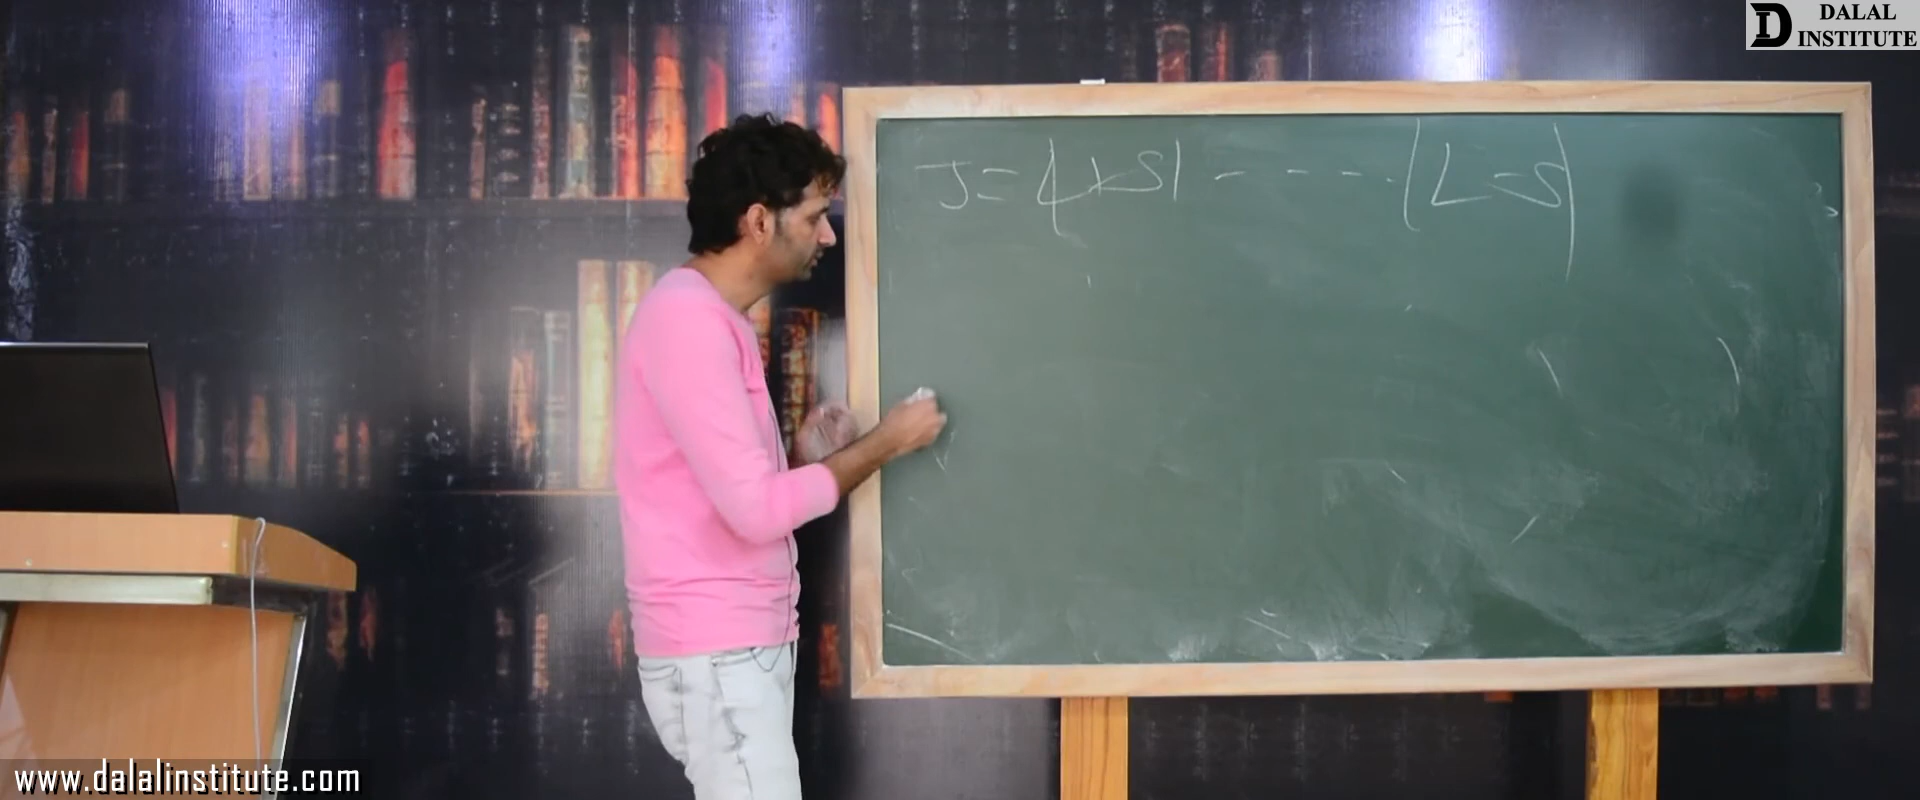 DALAL
INSTITUTE
J = |L+S| - - - - - |L-S|
www.dalalinstitute.com